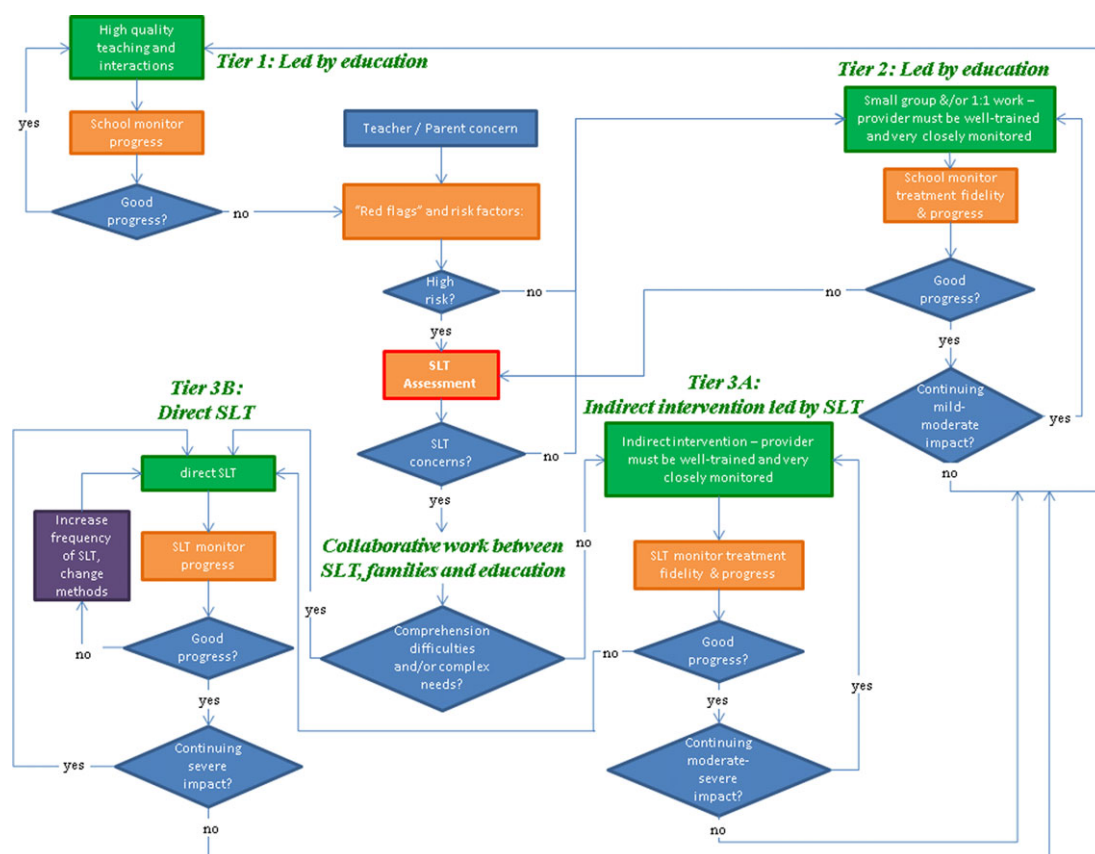 High quality
teaching and
interactions
Tier 1: Led by education
yes
School monitor
progress
Good
progress?
no
Teacher / Parent concern
"Red flags" and risk factors:
High
risk?
no
yes
SLT
Assessment
SLT
concerns?
no
yes
Collaborative work between
SLT, families and education
Comprehension
difficulties
and/or complex
needs?
yes
no
Tier 2: Led by education
Small group &/or 1:1 work –
provider must be well-trained
and very closely monitored
School monitor
treatment fidelity
& progress
Good
progress?
no
yes
Continuing
mild-
moderate
impact?
yes
no
Tier 3B:
Direct SLT
direct SLT
Increase
frequency
of SLT,
change
methods
SLT monitor
progress
Good
progress?
no
yes
Continuing
severe
impact?
yes
no
Tier 3A:
Indirect intervention led by SLT
Indirect intervention – provider
must be well-trained and very
closely monitored
SLT monitor treatment
fidelity & progress
Good
progress?
no
yes
Continuing
moderate-
severe
impact?
yes
no